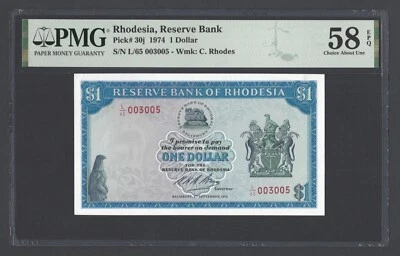 PMG
PAPER MONEY GUARANTY
Rhodesia, Reserve Bank
Pick# 30j 1974 1 Dollar
S/N L/65 003005 - Wmk: C. Rhodes
58 EPQ
Choice About Unc
$1 RESERVE BANK OF RHODESIA $1
L/65 003005
I promise to pay
the bearer on demand
ONE DOLLAR
FOR THE
RESERVE BANK OF RHODESIA
Governor
L/65 003005
$1